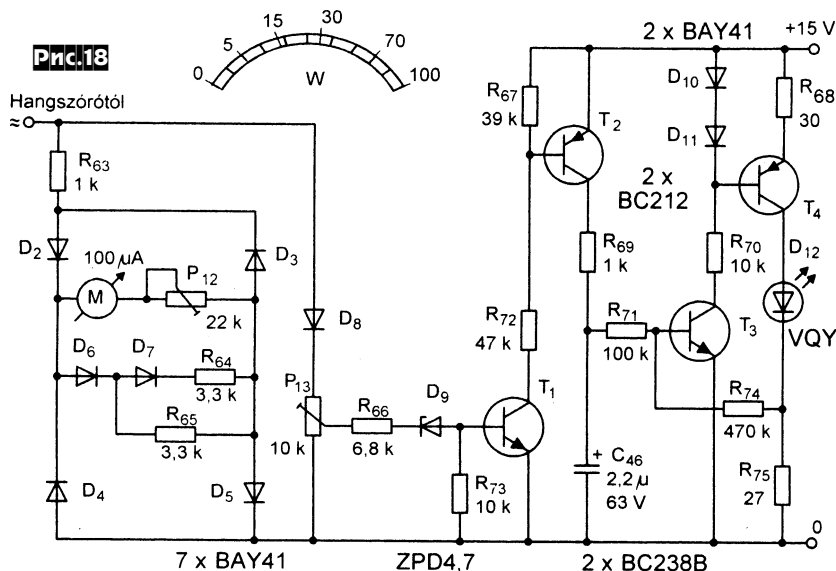 Рис.18
0 5 15 30 70 100
W
Hangszórótól
≈
R63
1 k
D2
100 µA
M
P12
22 k
D3
D6
D7
R64
3,3 k
R65
3,3 k
D4
D5
7 x BAY41
D8
P13
10 k
R66
6,8 k
D9
ZPD4,7
R73
10 k
T1
R67
39 k
R72
47 k
T2
R69
1 k
R71
100 k
+ C46
2,2 µ
63 V
2 x BAY41
+15 V
D10
D11
2 x
BC212
R68
30
T4
R70
10 k
D12
VQY
T3
R74
470 k
R75
27
2 x BC238B
0